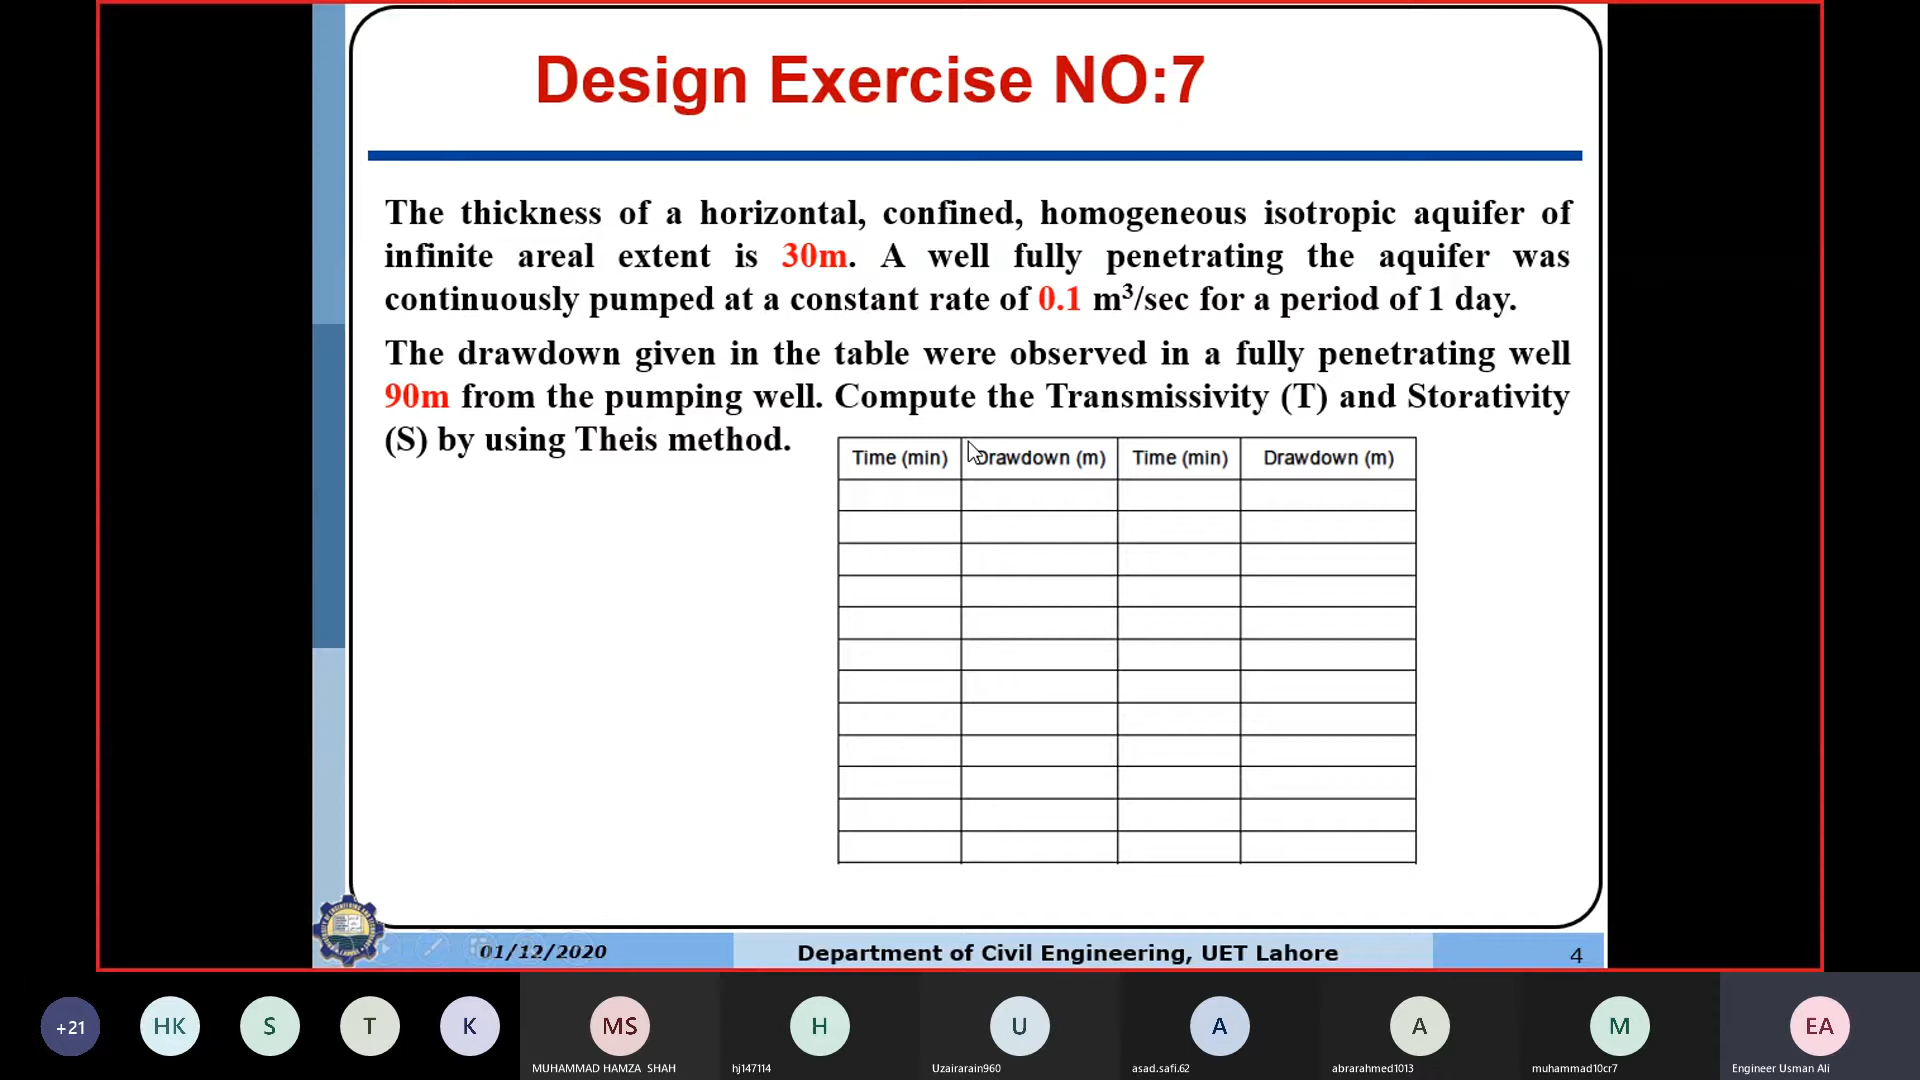 Design Exercise NO:7
The thickness of a horizontal, confined, homogeneous isotropic aquifer of
infinite areal extent is 30m. A well fully penetrating the aquifer was
continuously pumped at a constant rate of 0.1 m³/sec for a period of 1 day.
The drawdown given in the table were observed in a fully penetrating well
90m from the pumping well. Compute the Transmissivity (T) and Storativity
(S) by using Theis method.
Time (min) Drawdown (m) Time (min) Drawdown (m)
01/12/2020 Department of Civil Engineering, UET Lahore 4
+21 HK S T K MS H U A A M EA
MUHAMMAD HAMZA SHAH hj147114 Uzairarain960 asad.safi.62 abrarahmed1013 muhammad10cr7 Engineer Usman Ali